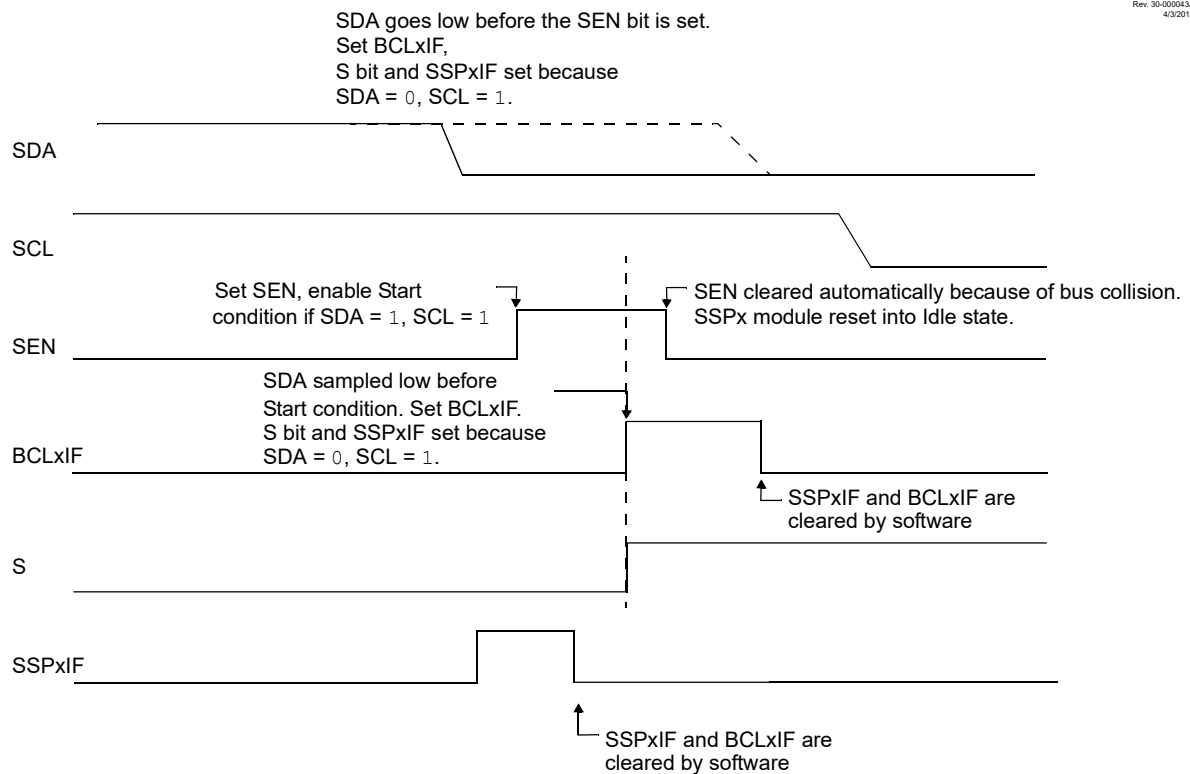 Rev. 30-000043
4/3/201
SDA goes low before the SEN bit is set.
Set BCLxIF,
S bit and SSPxIF set because
SDA = 0, SCL = 1.
SDA
SCL
Set SEN, enable Start
condition if SDA = 1, SCL = 1
SEN cleared automatically because of bus collision.
SSPx module reset into Idle state.
SEN
SDA sampled low before
Start condition. Set BCLxIF.
S bit and SSPxIF set because
SDA = 0, SCL = 1.
BCLxIF
SSPxIF and BCLxIF are
cleared by software
S
SSPxIF
SSPxIF and BCLxIF are
cleared by software